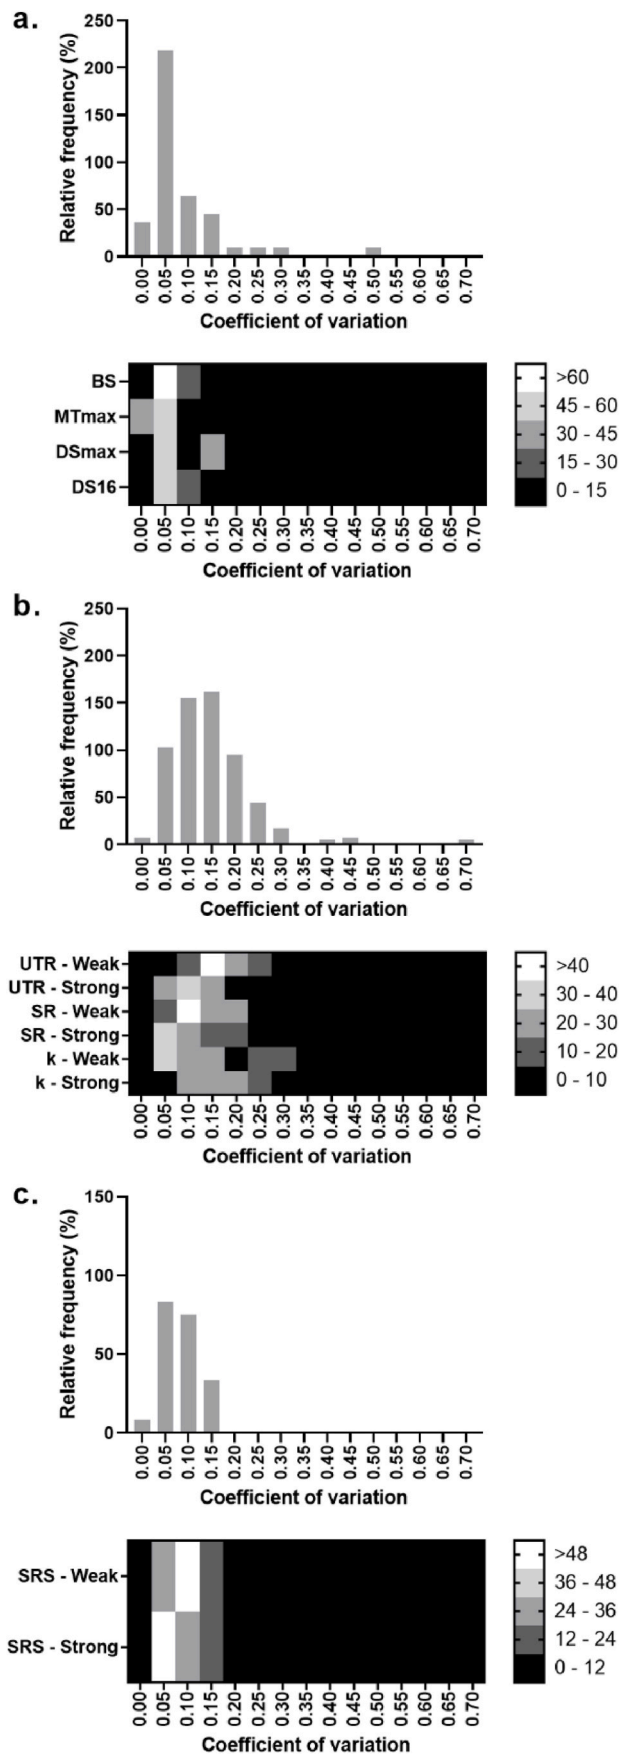 a.
Relative frequency (%)
250
200
150
100
50
0
0.00 0.05 0.10 0.15 0.20 0.25 0.30 0.35 0.40 0.45 0.50 0.55 0.60 0.65 0.70
Coefficient of variation
BS
MTmax
DSmax
DS16
>60
45 - 60
30 - 45
15 - 30
0 - 15
0.00 0.05 0.10 0.15 0.20 0.25 0.30 0.35 0.40 0.45 0.50 0.55 0.60 0.65 0.70
Coefficient of variation
b.
Relative frequency (%)
250
200
150
100
50
0
0.00 0.05 0.10 0.15 0.20 0.25 0.30 0.35 0.40 0.45 0.50 0.55 0.60 0.65 0.70
Coefficient of variation
UTR - Weak
UTR - Strong
SR - Weak
SR - Strong
k - Weak
k - Strong
>40
30 - 40
20 - 30
10 - 20
0 - 10
0.00 0.05 0.10 0.15 0.20 0.25 0.30 0.35 0.40 0.45 0.50 0.55 0.60 0.65 0.70
Coefficient of variation
c.
Relative frequency (%)
150
100
50
0
0.00 0.05 0.10 0.15 0.20 0.25 0.30 0.35 0.40 0.45 0.50 0.55 0.60 0.65 0.70
Coefficient of variation
SRS - Weak
SRS - Strong
>48
36 - 48
24 - 36
12 - 24
0 - 12
0.00 0.05 0.10 0.15 0.20 0.25 0.30 0.35 0.40 0.45 0.50 0.55 0.60 0.65 0.70
Coefficient of variation